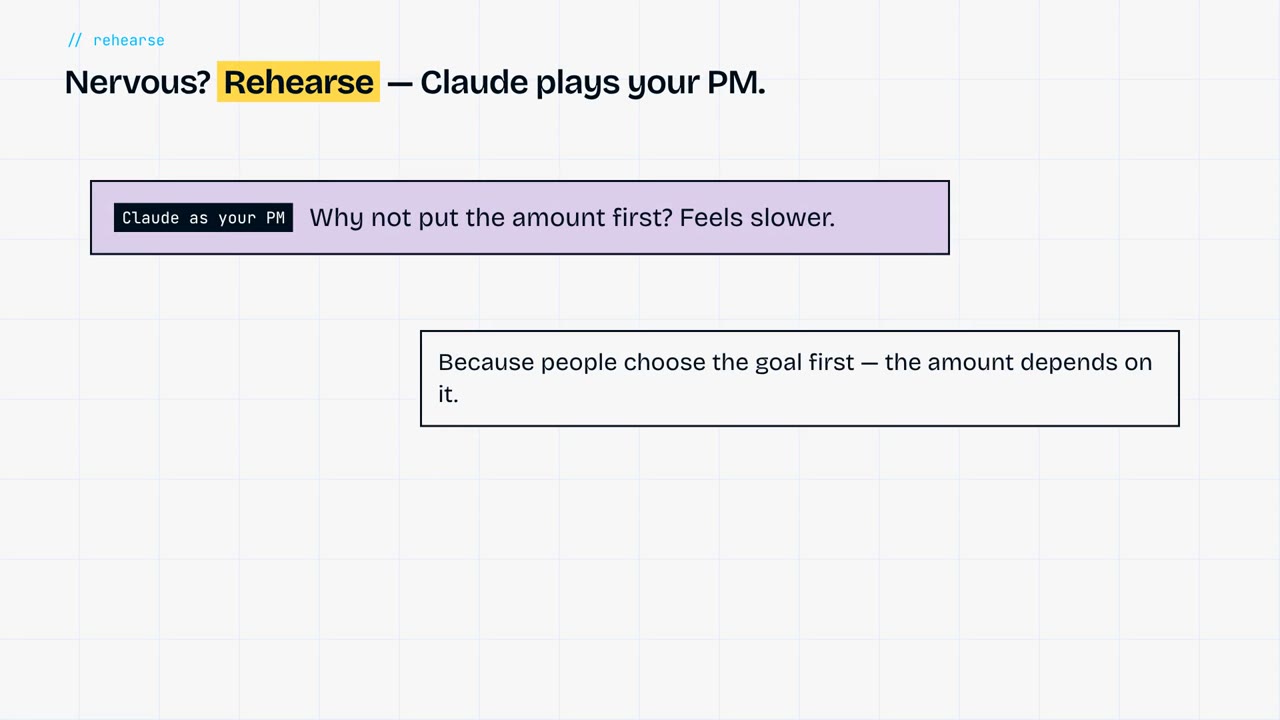 // rehearse
Nervous? Rehearse — Claude plays your PM.
Claude as your PM Why not put the amount first? Feels slower.
Because people choose the goal first — the amount depends on
it.